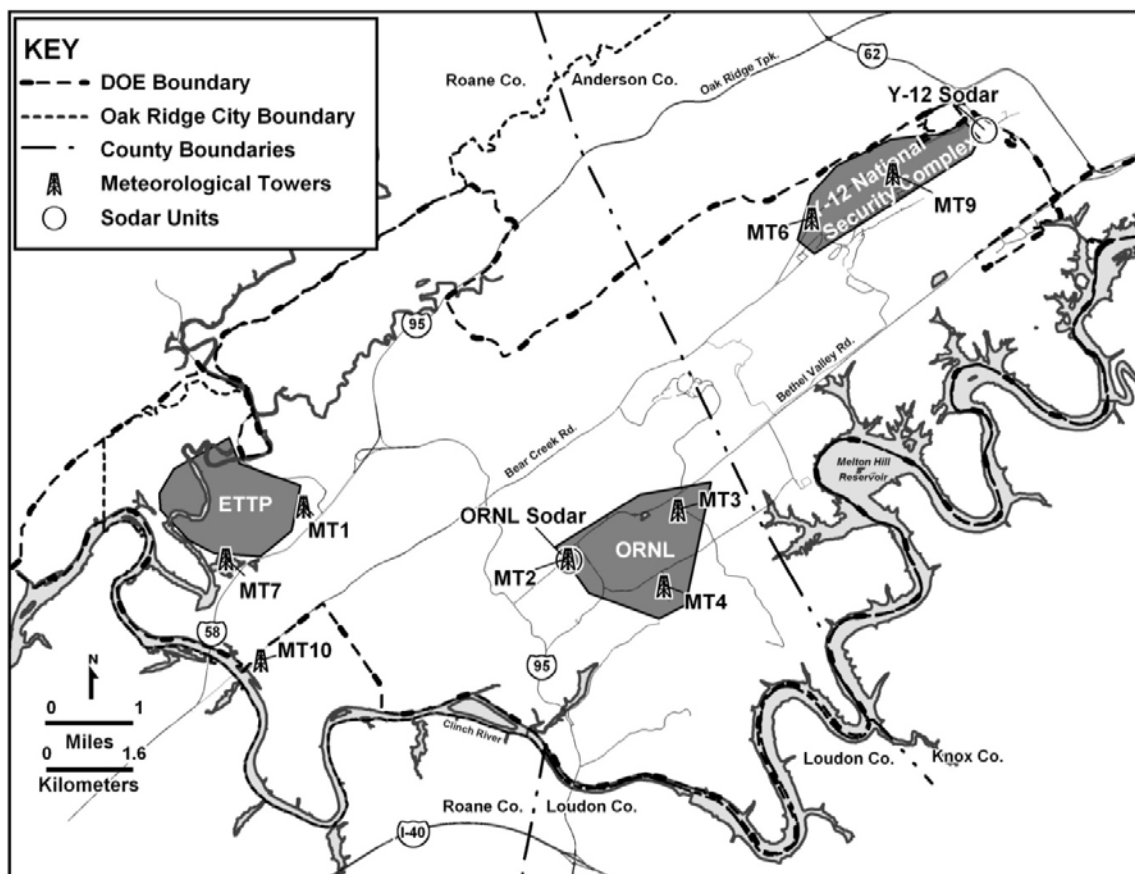 KEY
DOE Boundary
Oak Ridge City Boundary
County Boundaries
Meteorological Towers
Sodar Units
Roane Co.
Anderson Co.
Oak Ridge Tpk.
62
Y-12 Sodar
Y-12 National
Security Complex
MT9
MT6
95
Bethel Valley Rd.
Bear Creek Rd.
Melton Hill
Reservoir
ETTP
MT1
MT7
ORNL Sodar
MT3
ORNL
MT2
MT4
58
MT10
95
N
0 1
Miles
0 1.6
Kilometers
Clinch River
Loudon Co.
Knox Co.
Roane Co.
Loudon Co.
I-40